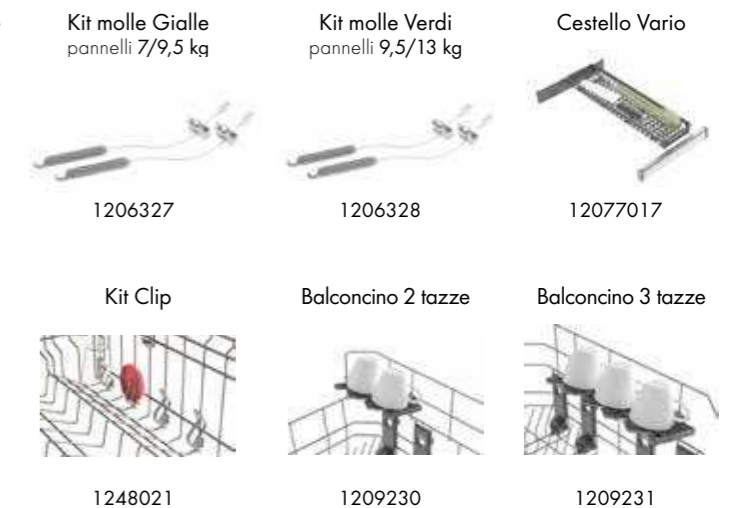 Kit molle Gialle
pannelli 7/9,5 kg
Kit molle Verdi
pannelli 9,5/13 kg
Cestello Vario
1206327
1206328
12077017
Kit Clip
Balconcino 2 tazze
Balconcino 3 tazze
1248021
1209230
1209231